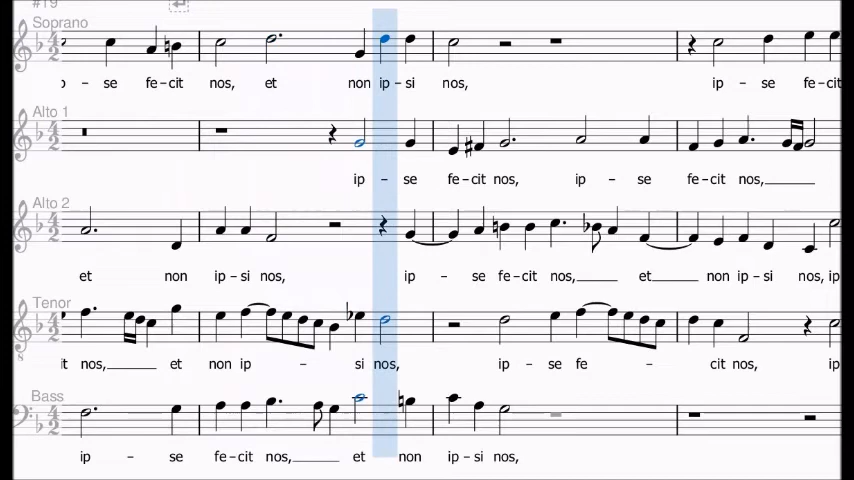 #19
Soprano
se fe-cit nos, et non ip-si nos, ip-se fe-cit
Alto 1
ip-se fe-cit nos, ip-se fe-cit nos,
Alto 2
et non ip-si nos, ip-se fe-cit nos, et non ip-si nos, ip
Tenor
it nos, et non ip-si nos, ip-se fe-cit nos, ip
Bass
ip-se fe-cit nos, et non ip-si nos,